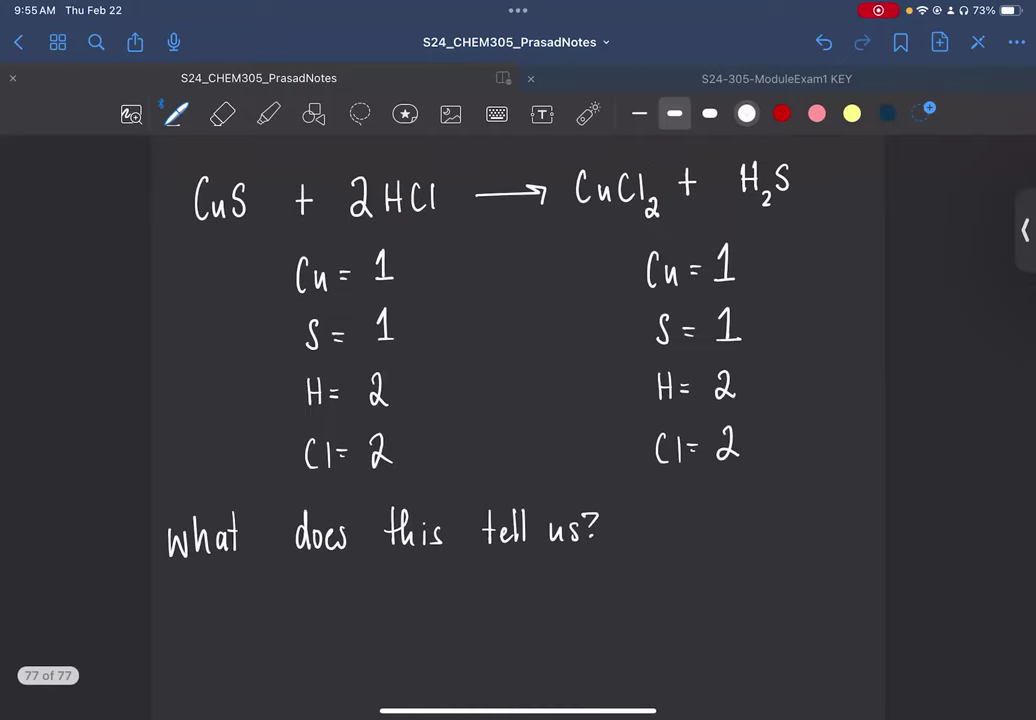 9:55 AM Thu Feb 22
73%
S24_CHEM305_PrasadNotes
S24_CHEM305_PrasadNotes
S24-305-ModuleExam1 KEY
CuS + 2HCl → CuCl₂ + H₂S
Cu = 1 Cu = 1
S = 1 S = 1
H = 2 H = 2
Cl = 2 Cl = 2
What does this tell us?
77 of 77